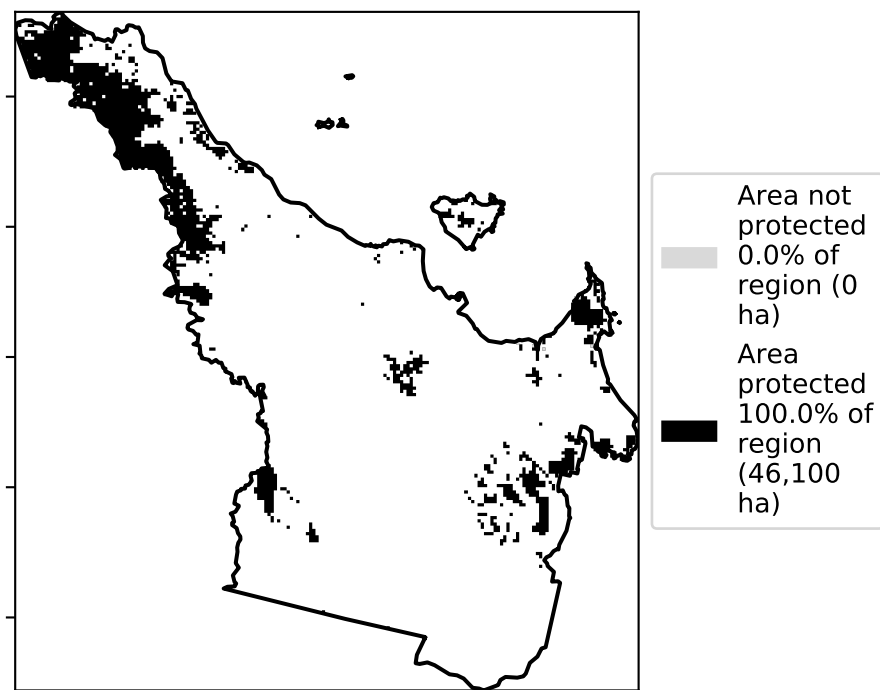 Area not
protected
0.0% of
region (0
ha)
Area
protected
100.0% of
region
(46,100
ha)